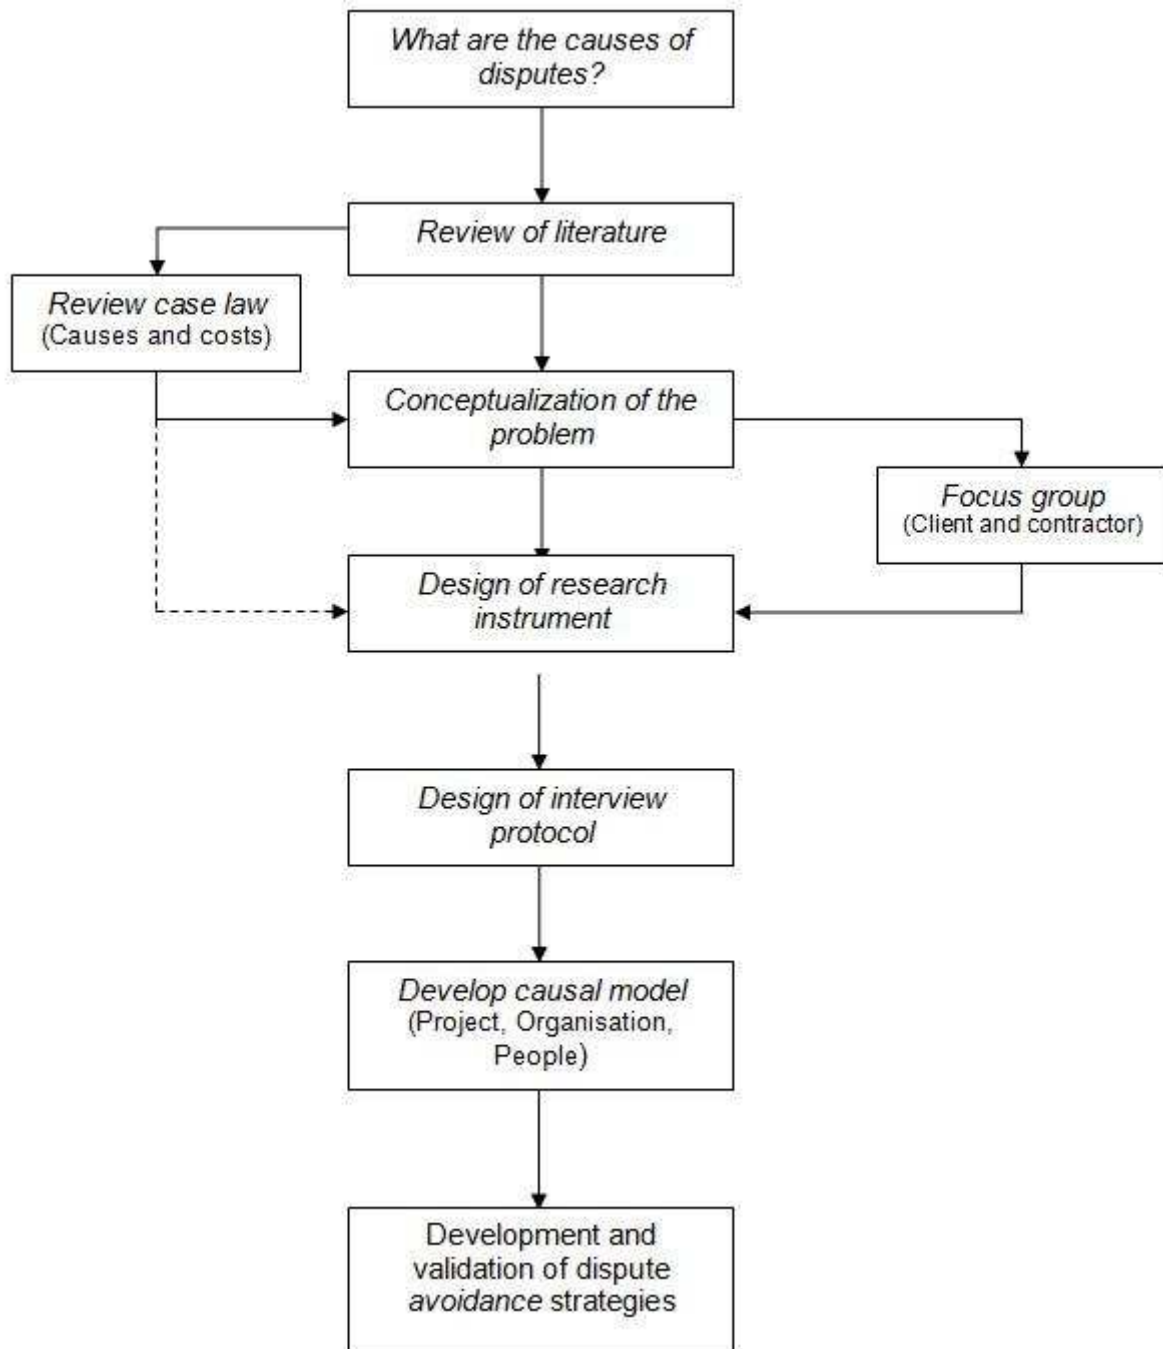 What are the causes of
disputes?
Review of literature
Review case law
(Causes and costs)
Conceptualization of the
problem
Focus group
(Client and contractor)
Design of research
instrument
Design of interview
protocol
Develop causal model
(Project, Organisation,
People)
Development and
validation of dispute
avoidance strategies